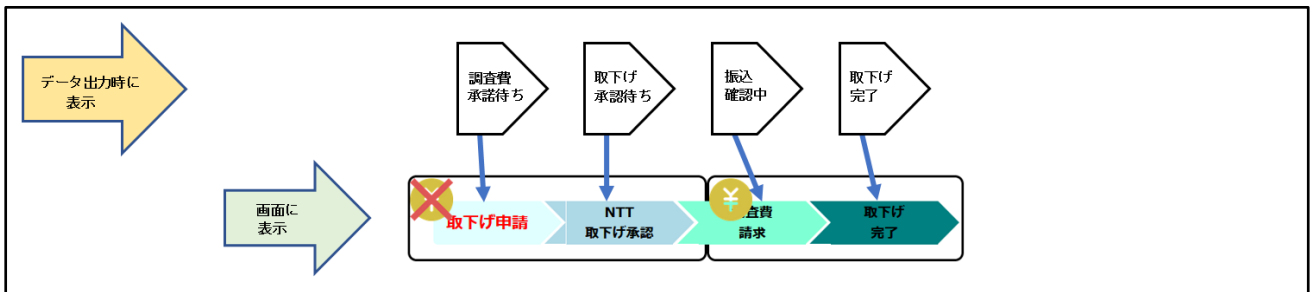 データ出力時に
表示
調査費
承諾待ち
取下げ
承認待ち
振込
確認中
取下げ
完了
画面に
表示
¥
取下げ申請
NTT
取下げ承認
査費
請求
取下げ
完了